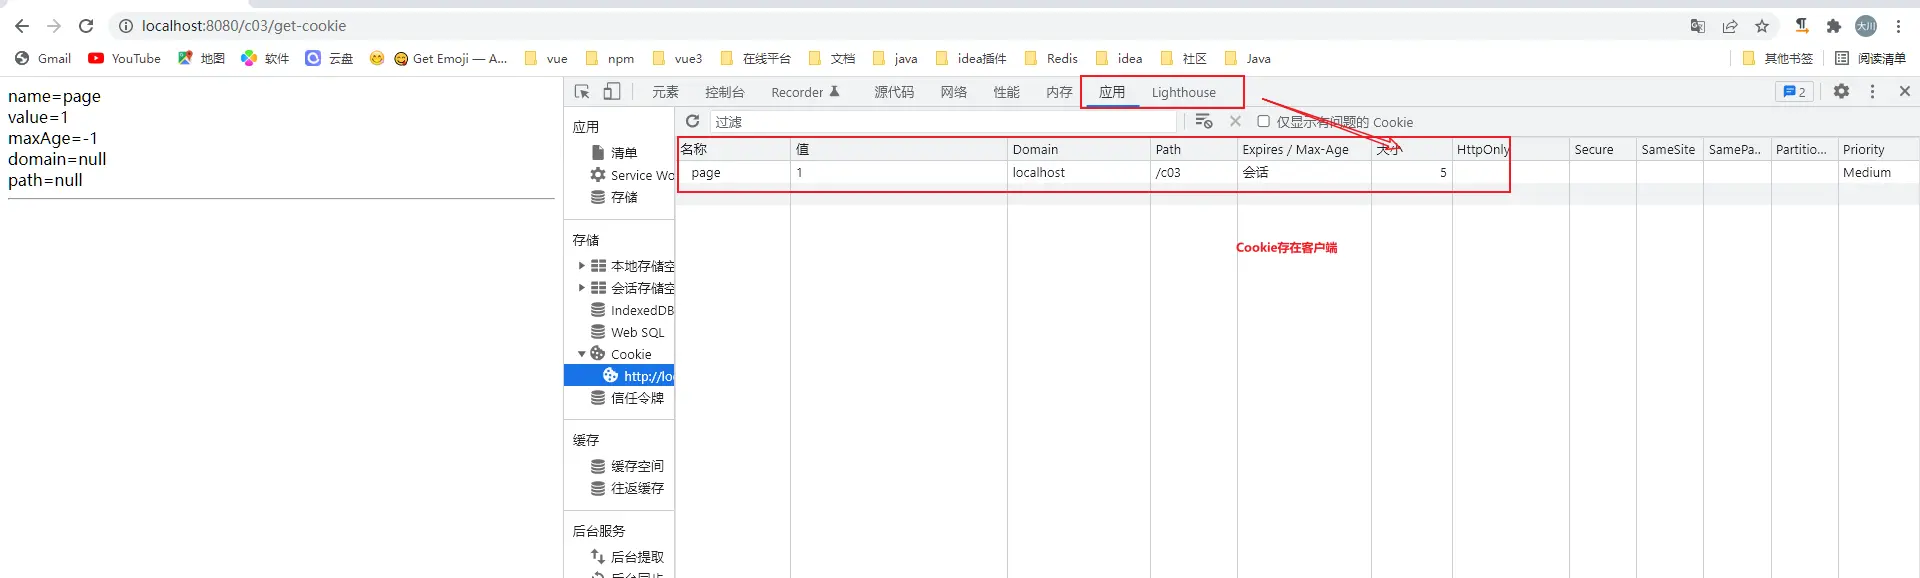 localhost:8080/c03/get-cookie
大川
Gmail YouTube 地图 软件 云盘 Get Emoji — A... vue npm vue3 在线平台 文档 java idea插件 Redis idea 社区 Java 其他书签 阅读清单
name=page
value=1
maxAge=-1
domain=null
path=null
元素 控制台 Recorder 源代码 网络 性能 内存 应用 Lighthouse 2
过滤 仅显示有问题的 Cookie
应用
清单
Service Wo
存储
存储
本地存储空
会话存储空
IndexedDB
Web SQL
Cookie
http://lo
信任令牌
缓存
缓存空间
往返缓存
后台服务
后台提取
后台同步
名称 值 Domain Path Expires / Max-Age 大小 HttpOnly Secure SameSite SamePa... Partitio... Priority
page 1 localhost /c03 会话 5 Medium
Cookie存在客户端